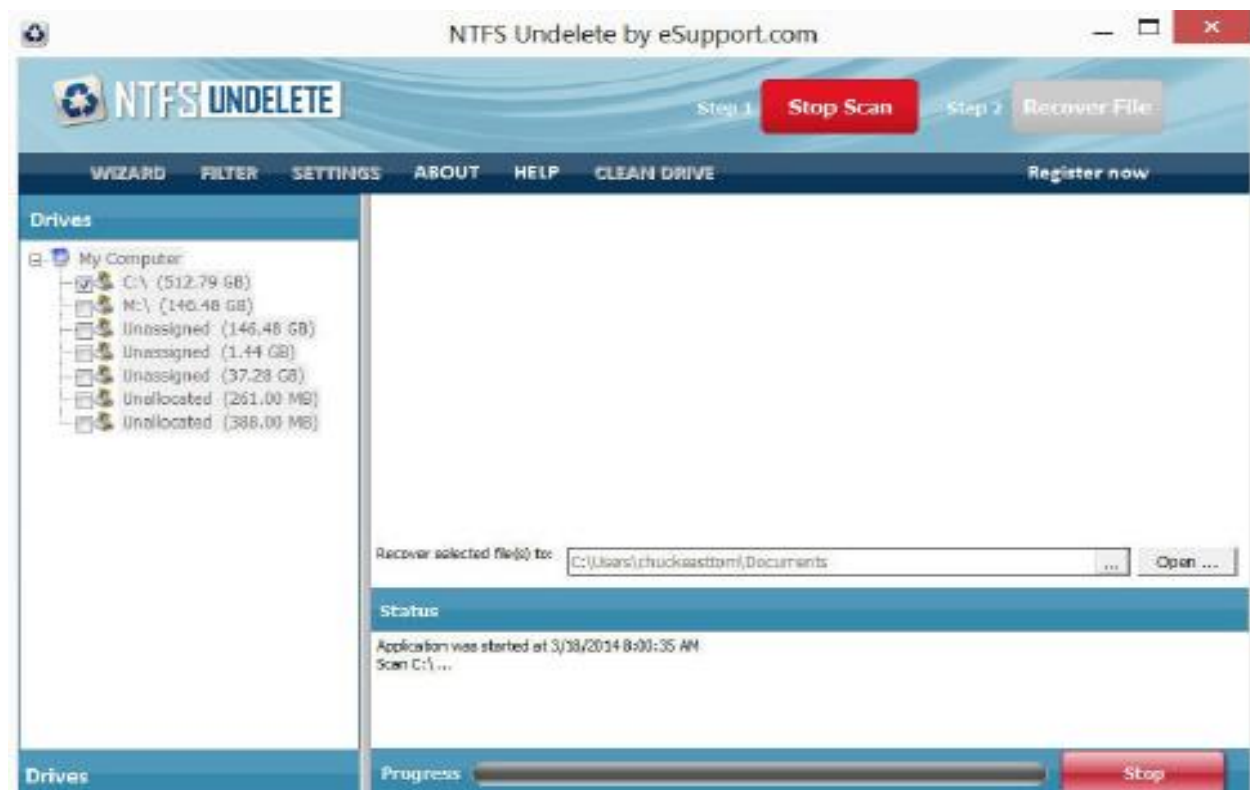 NTFS Undelete by eSupport.com
NTFS UNDELETE
Step 1 Stop Scan Step 2 Recover File
WIZARD FILTER SETTINGS ABOUT HELP CLEAN DRIVE Register now
Drives
My Computer
C:\ (512.79 GB)
M:\ (146.48 GB)
Unassigned (146.48 GB)
Unassigned (1.44 GB)
Unassigned (37.28 GB)
Unallocated (261.00 MB)
Unallocated (388.00 MB)
Recover selected file(s) to: C:\Users\chuckeasttom\Documents ... Open ...
Status
Application was started at 3/18/2014 8:00:35 AM
Scan C:\ ...
Drives
Progress Stop